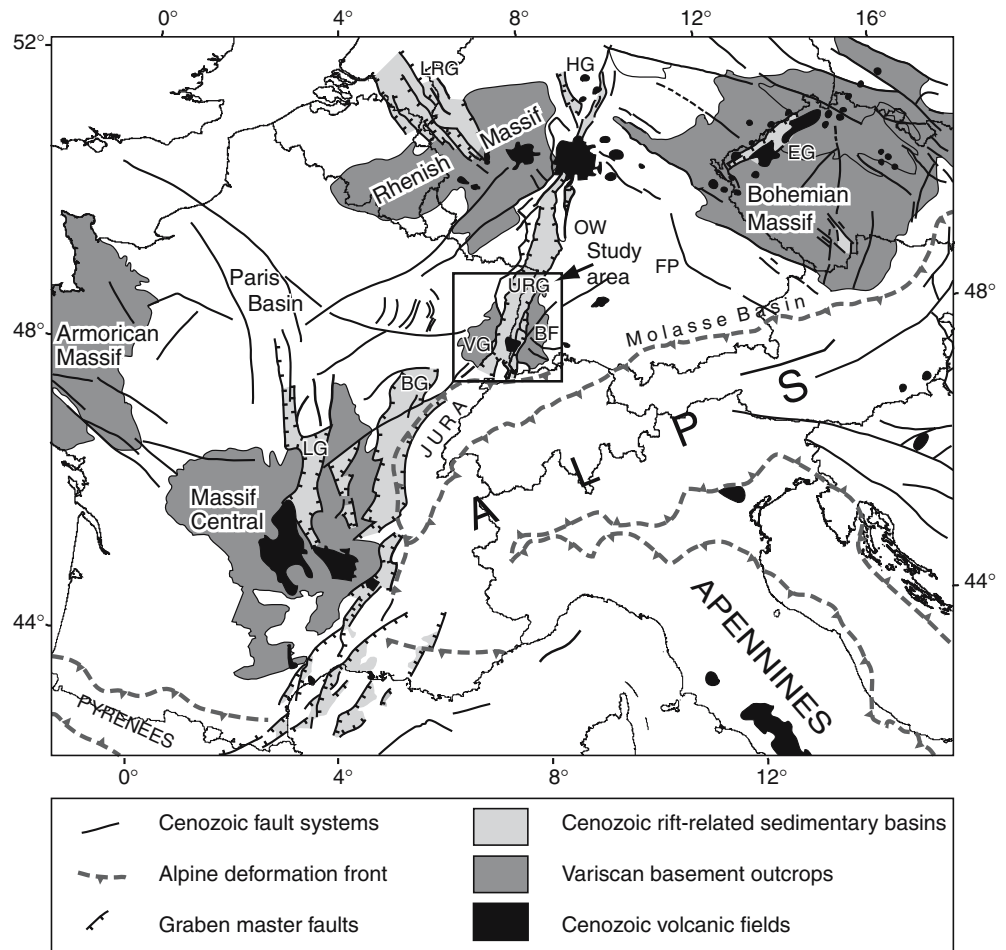 0° 4° 8° 12° 16°
52°
LRG
HG
Rhenish Massif
EG
Bohemian
Massif
OW
Study
area
FP
Paris
Basin
URG
48°
48°
Armorican
Massif
VG
BF
Molasse Basin
BG
JURA
ALPS
LG
Massif
Central
44°
44°
APENNINES
PYRENEES
0° 4° 8° 12°
Cenozoic fault systems
Cenozoic rift-related sedimentary basins
Alpine deformation front
Variscan basement outcrops
Graben master faults
Cenozoic volcanic fields